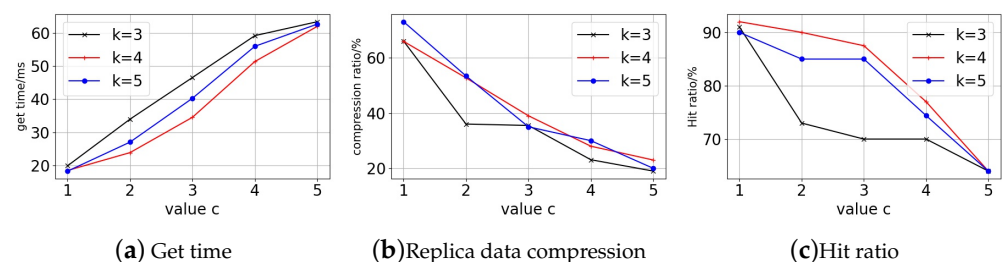 60
50
40
30
20
get time/ms
k=3
k=4
k=5
1 2 3 4 5
value c
(a) Get time
60
40
20
compression ratio/%
k=3
k=4
k=5
1 2 3 4 5
value c
(b)Replica data compression
90
80
70
Hit ratio/%
k=3
k=4
k=5
1 2 3 4 5
value c
(c)Hit ratio